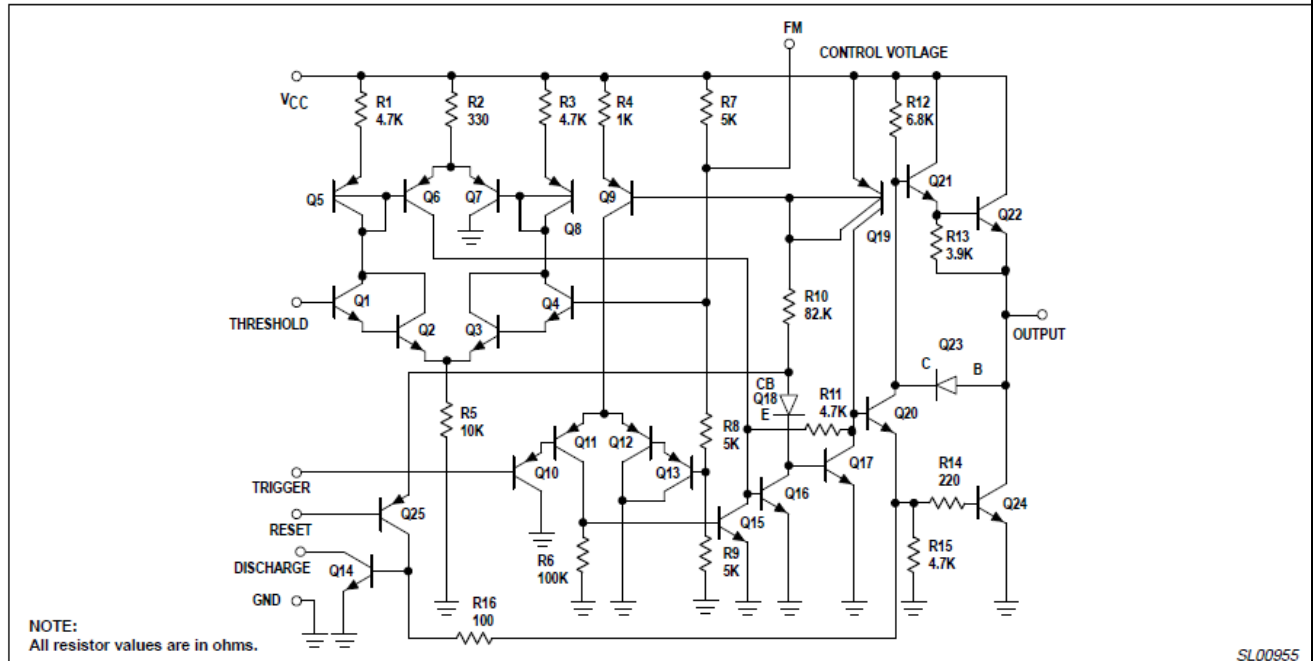 FM
CONTROL VOTLAGE
VCC
R1
4.7K
R2
330
R3
4.7K
R4
1K
R7
5K
R12
6.8K
Q5
Q6
Q7
Q8
Q9
Q19
Q21
Q22
R13
3.9K
THRESHOLD
Q1
Q2
Q3
Q4
R10
82.K
OUTPUT
Q23
C
B
CB
Q18
E
R11
4.7K
Q20
R5
10K
Q11
Q12
R8
5K
Q10
Q13
Q17
R14
220
TRIGGER
Q16
Q24
RESET
Q25
Q15
DISCHARGE
Q14
R6
100K
R9
5K
R15
4.7K
GND
R16
100
NOTE:
All resistor values are in ohms.
SL00955